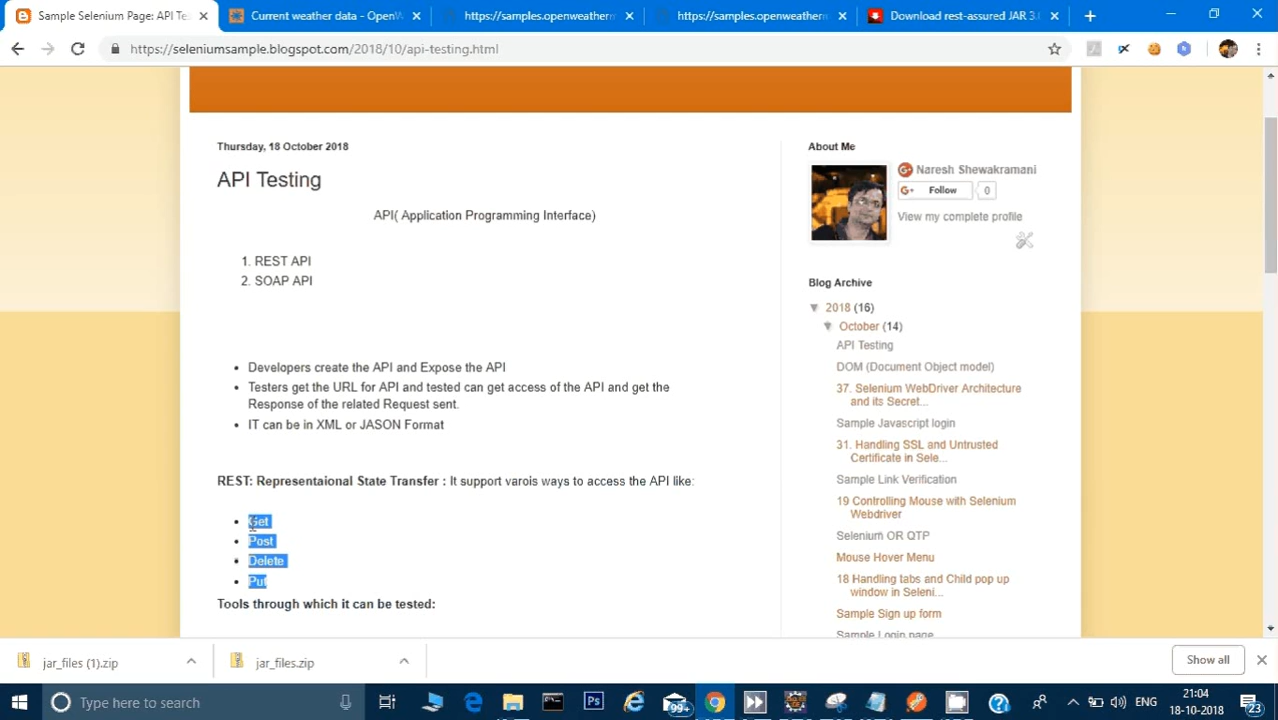 Sample Selenium Page: API Te
Current weather data - OpenW
https://samples.openweatherm
https://samples.openweatherm
Download rest-assured JAR 3.
https://seleniumsample.blogspot.com/2018/10/api-testing.html
Thursday, 18 October 2018
API Testing
API( Application Programming Interface)
1. REST API
2. SOAP API
Developers create the API and Expose the API
Testers get the URL for API and tested can get access of the API and get the
Response of the related Request sent.
IT can be in XML or JASON Format
REST: Representaional State Transfer : It support varois ways to access the API like:
Get
Post
Delete
Put
Tools through which it can be tested:
About Me
Naresh Shewakramani
G+ Follow 0
View my complete profile
Blog Archive
▼ 2018 (16)
▼ October (14)
API Testing
DOM (Document Object model)
37. Selenium WebDriver Architecture
and its Secret...
Sample Javascript login
31. Handling SSL and Untrusted
Certificate in Sele...
Sample Link Verification
19 Controlling Mouse with Selenium
Webdriver
Selenium OR QTP
Mouse Hover Menu
18 Handling tabs and Child pop up
window in Seleni...
Sample Sign up form
Sample Login page
jar_files (1).zip
jar_files.zip
Show all
Type here to search
Ps
99+
ENG
21:04
18-10-2018
23